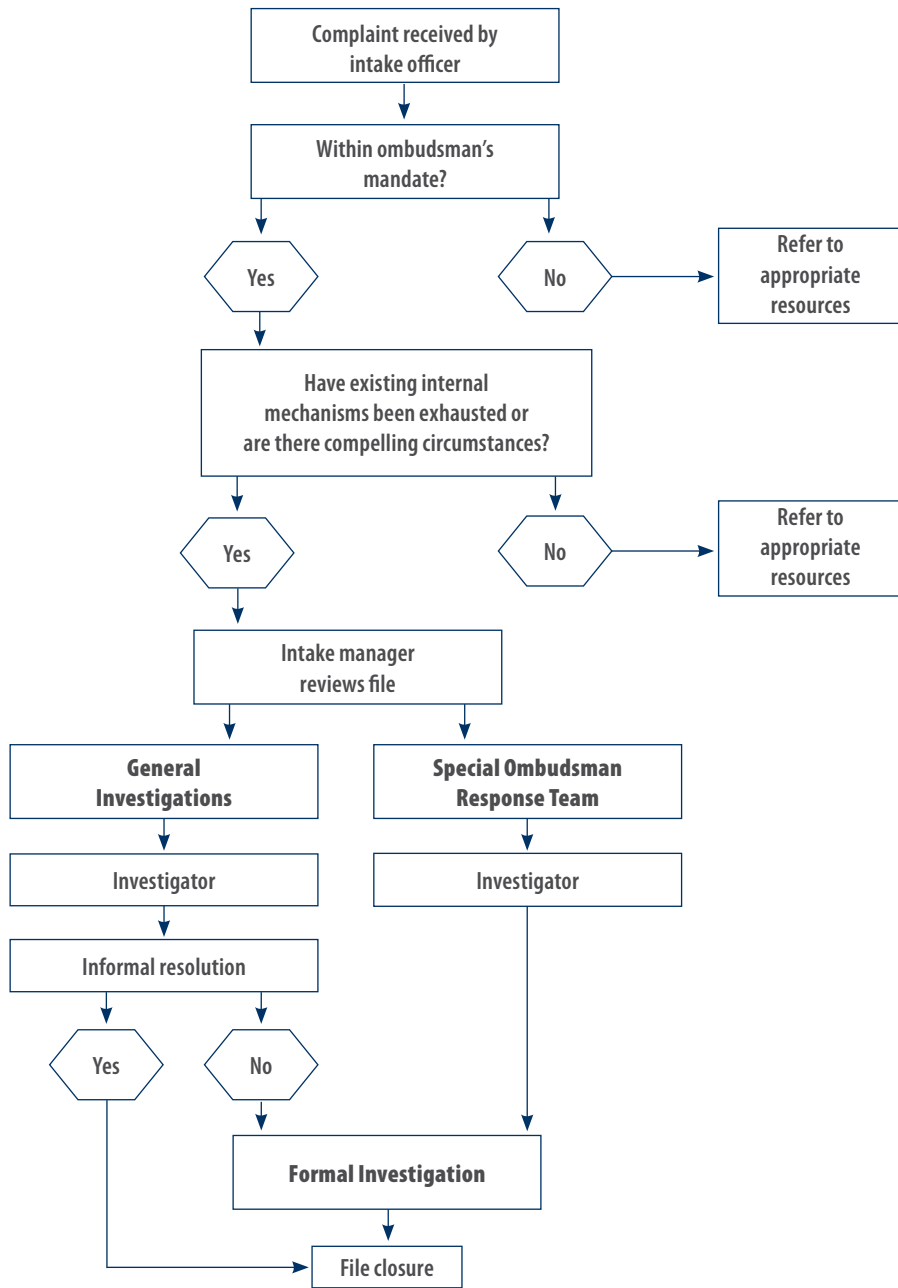 Complaint received by
intake officer
Within ombudsman’s
mandate?
Yes
No
Refer to
appropriate
resources
Have existing internal
mechanisms been exhausted or
are there compelling circumstances?
Yes
No
Refer to
appropriate
resources
Intake manager
reviews file
General
Investigations
Special Ombudsman
Response Team
Investigator
Investigator
Informal resolution
Yes
No
Formal Investigation
File closure